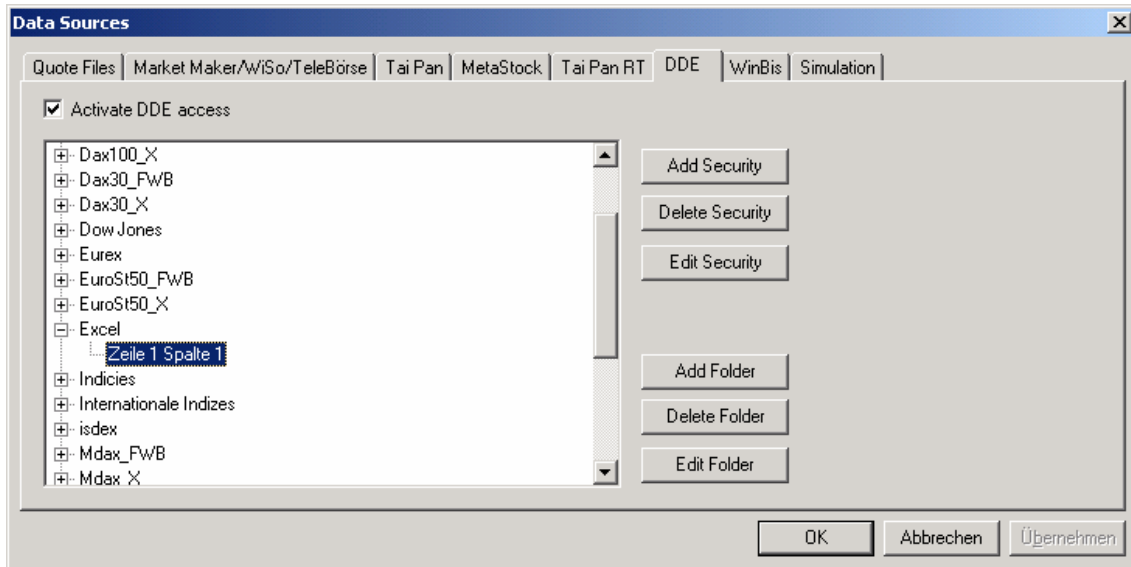 Data Sources
Quote Files Market Maker/WiSo/TeleBörse Tai Pan MetaStock Tai Pan RT DDE WinBis Simulation
Activate DDE access
Dax100_X
Dax30_FWB
Dax30_X
Dow Jones
Eurex
EuroSt50_FWB
EuroSt50_X
Excel
Zeile 1 Spalte 1
Indicies
Internationale Indizes
isdex
Mdax_FWB
Mdax_X
Add Security
Delete Security
Edit Security
Add Folder
Delete Folder
Edit Folder
OK Abbrechen Übernehmen